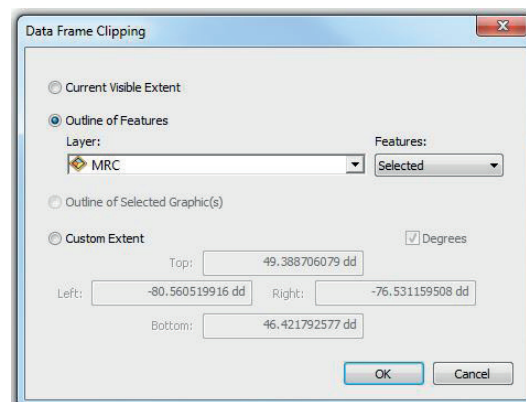 Data Frame Clipping
Current Visible Extent
Outline of Features
Layer: Features:
MRC Selected
Outline of Selected Graphic(s)
Custom Extent Degrees
Top: 49.388706079 dd
Left: -80.560519916 dd Right: -76.531159508 dd
Bottom: 46.421792577 dd
OK Cancel